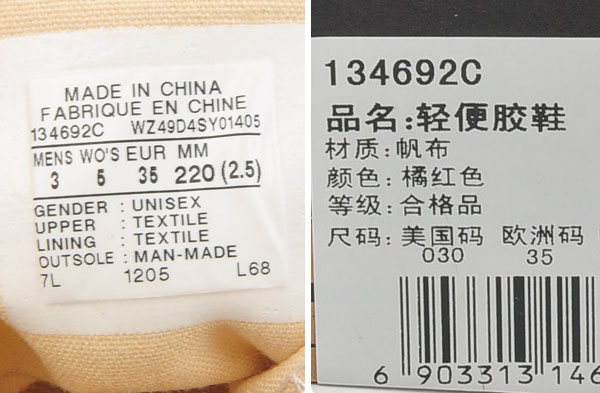 MADE IN CHINA
FABRIQUE EN CHINE
134692C WZ49D4SY01405
MENS WO'S EUR MM
3 5 35 220 (2.5)
GENDER : UNISEX
UPPER : TEXTILE
LINING : TEXTILE
OUTSOLE : MAN-MADE
7L 1205 L68
134692C
品名:轻便胶鞋
材质:帆布
颜色:橘红色
等级:合格品
尺码:美国码 欧洲码
030 35
6 903313 146